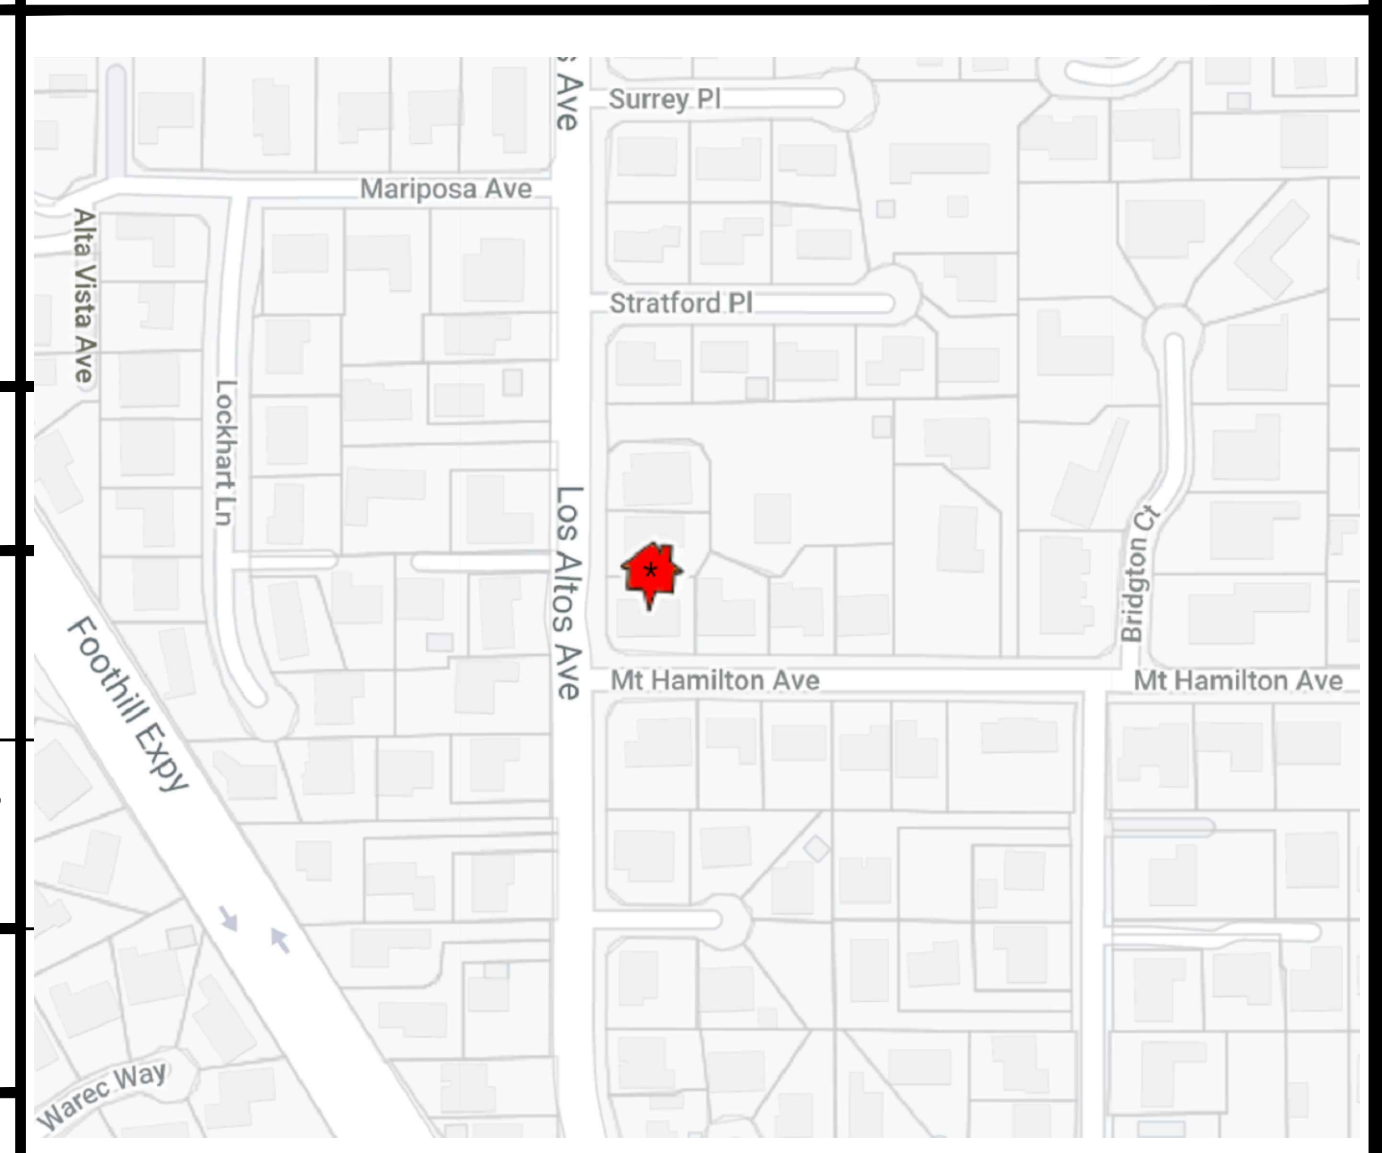 s Ave
Surrey Pl
Mariposa Ave
Alta Vista Ave
Stratford Pl
Lockhart Ln
Los Altos Ave
*
Bridgton Ct
Foothill Expy
Mt Hamilton Ave
Mt Hamilton Ave
Warec Way